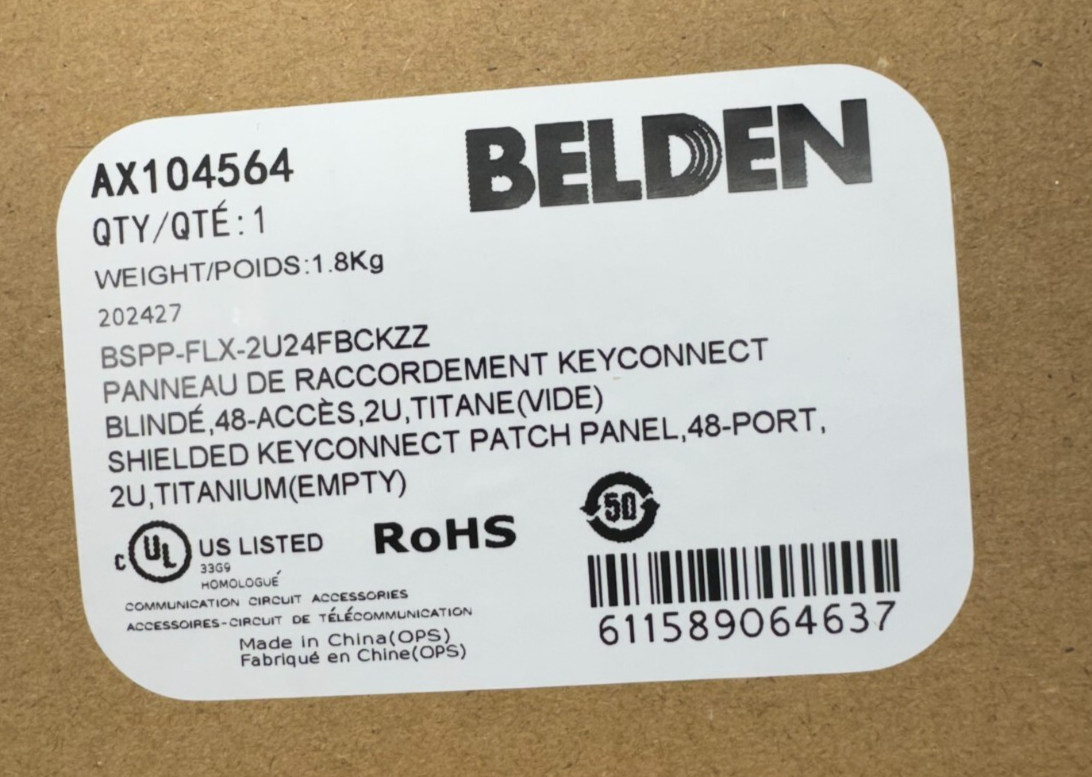 AX104564
BELDEN
QTY/QTÉ:1
WEIGHT/POIDS:1.8Kg
202427
BSPP-FLX-2U24FBCKZZ
PANNEAU DE RACCORDEMENT KEYCONNECT
BLINDÉ,48-ACCÈS,2U,TITANE(VIDE)
SHIELDED KEYCONNECT PATCH PANEL,48-PORT,
2U,TITANIUM(EMPTY)
c UL US LISTED
33G9
HOMOLOGUÉ
RoHS
50
COMMUNICATION CIRCUIT ACCESSORIES
ACCESSOIRES-CIRCUIT DE TÉLÉCOMMUNICATION
Made in China(OPS)
Fabriqué en Chine(OPS)
611589064637